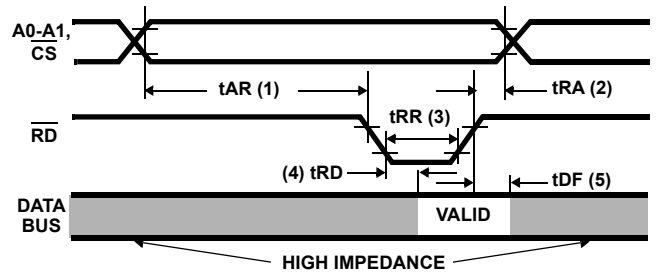 A0-A1,
CS
tAR (1)
tRA (2)
tRR (3)
RD
(4) tRD
tDF (5)
DATA
BUS
VALID
HIGH IMPEDANCE